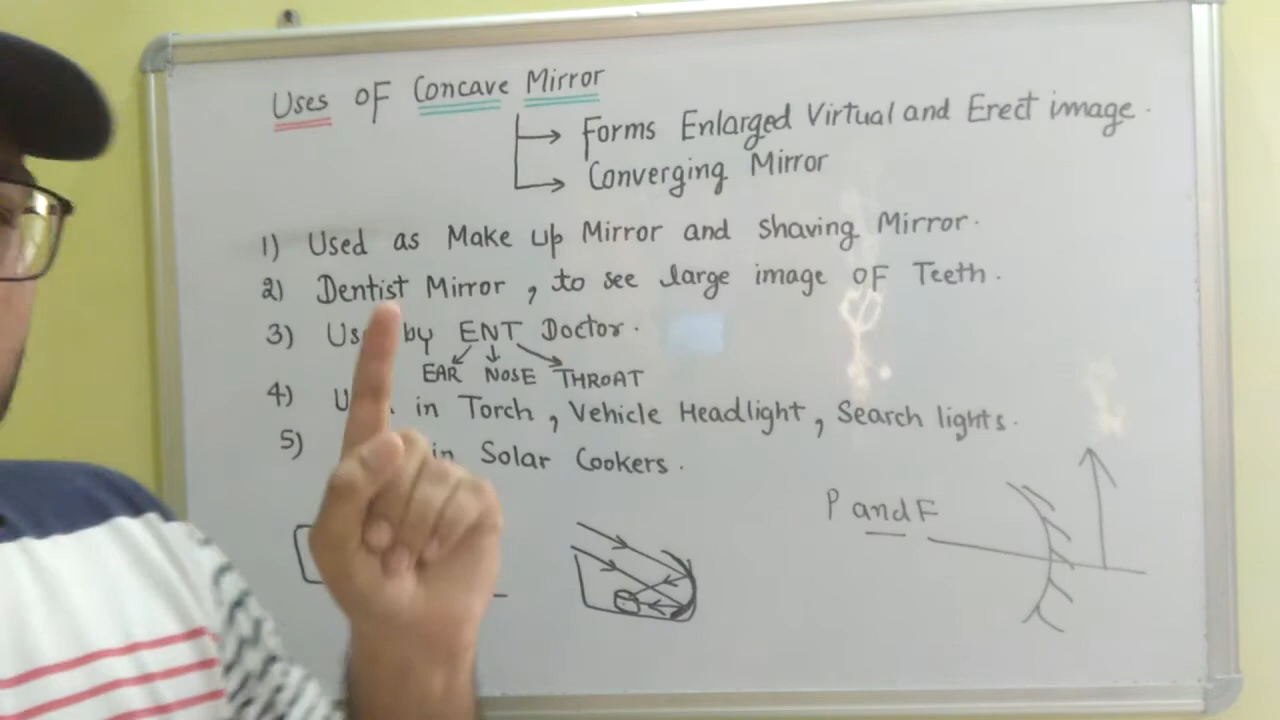 Uses OF Concave Mirror
Forms Enlarged Virtual and Erect image.
Converging Mirror
1) Used as Make up Mirror and shaving Mirror.
2) Dentist Mirror, to see large image OF Teeth.
3) by ENT Doctor.
EAR NOSE THROAT
4) in Torch, Vehicle Headlight, Search lights.
5) in Solar Cookers.
P and F